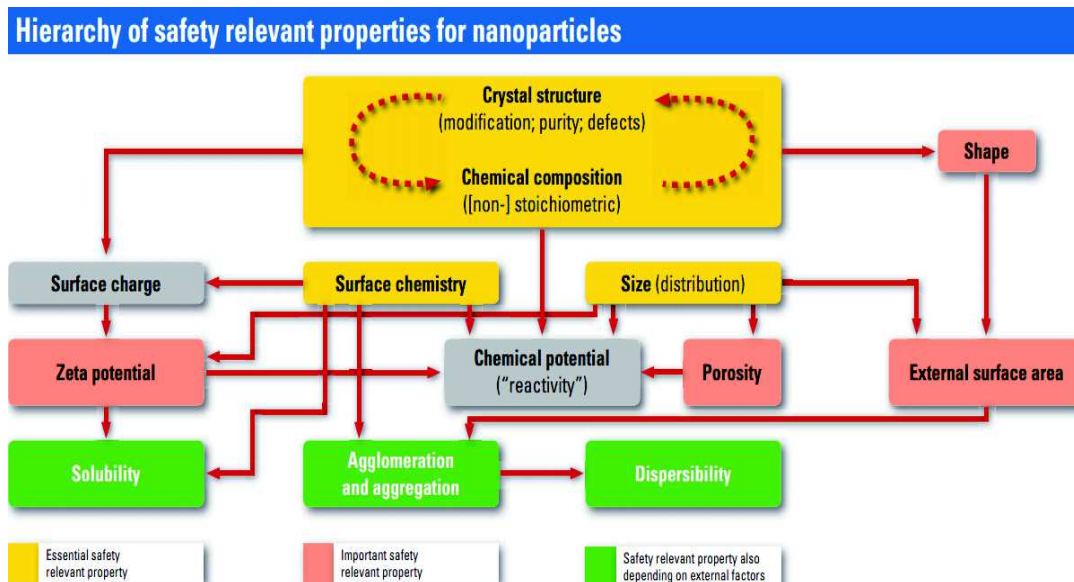 Hierarchy of safety relevant properties for nanoparticles
Crystal structure
(modification; purity; defects)
Chemical composition
([non-] stoichiometric)
Shape
Surface charge
Surface chemistry
Size (distribution)
Zeta potential
Chemical potential
("reactivity")
Porosity
External surface area
Solubility
Agglomeration
and aggregation
Dispersibility
Essential safety
relevant property
Important safety
relevant property
Safety relevant property also
depending on external factors